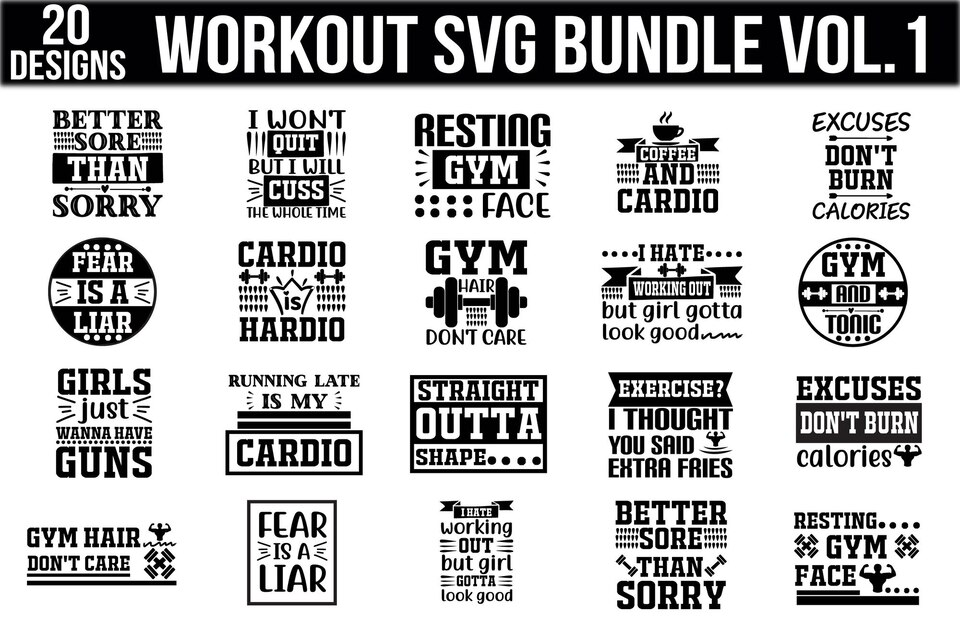 20
DESIGNS
WORKOUT SVG BUNDLE VOL.1
BETTER
SORE
THAN
SORRY
I WON'T
QUIT
BUT I WILL
CUSS
THE WHOLE TIME
RESTING
GYM
FACE
COFFEE
AND
CARDIO
EXCUSES
DON'T
BURN
CALORIES
FEAR
IS A
LIAR
CARDIO
is
HARDIO
GYM
HAIR
DON'T CARE
I HATE
WORKING OUT
but girl gotta
look good
GYM
AND
TONIC
GIRLS
just
WANNA HAVE
GUNS
RUNNING LATE
IS MY
CARDIO
STRAIGHT
OUTTA
SHAPE....
EXERCISE?
I THOUGHT
YOU SAID
EXTRA FRIES
EXCUSES
DON'T BURN
calories
GYM HAIR
DON'T CARE
FEAR
IS A
LIAR
I HATE
working
OUT
but girl
GOTTA
look good
BETTER
SORE
THAN
SORRY
RESTING....
GYM
FACE